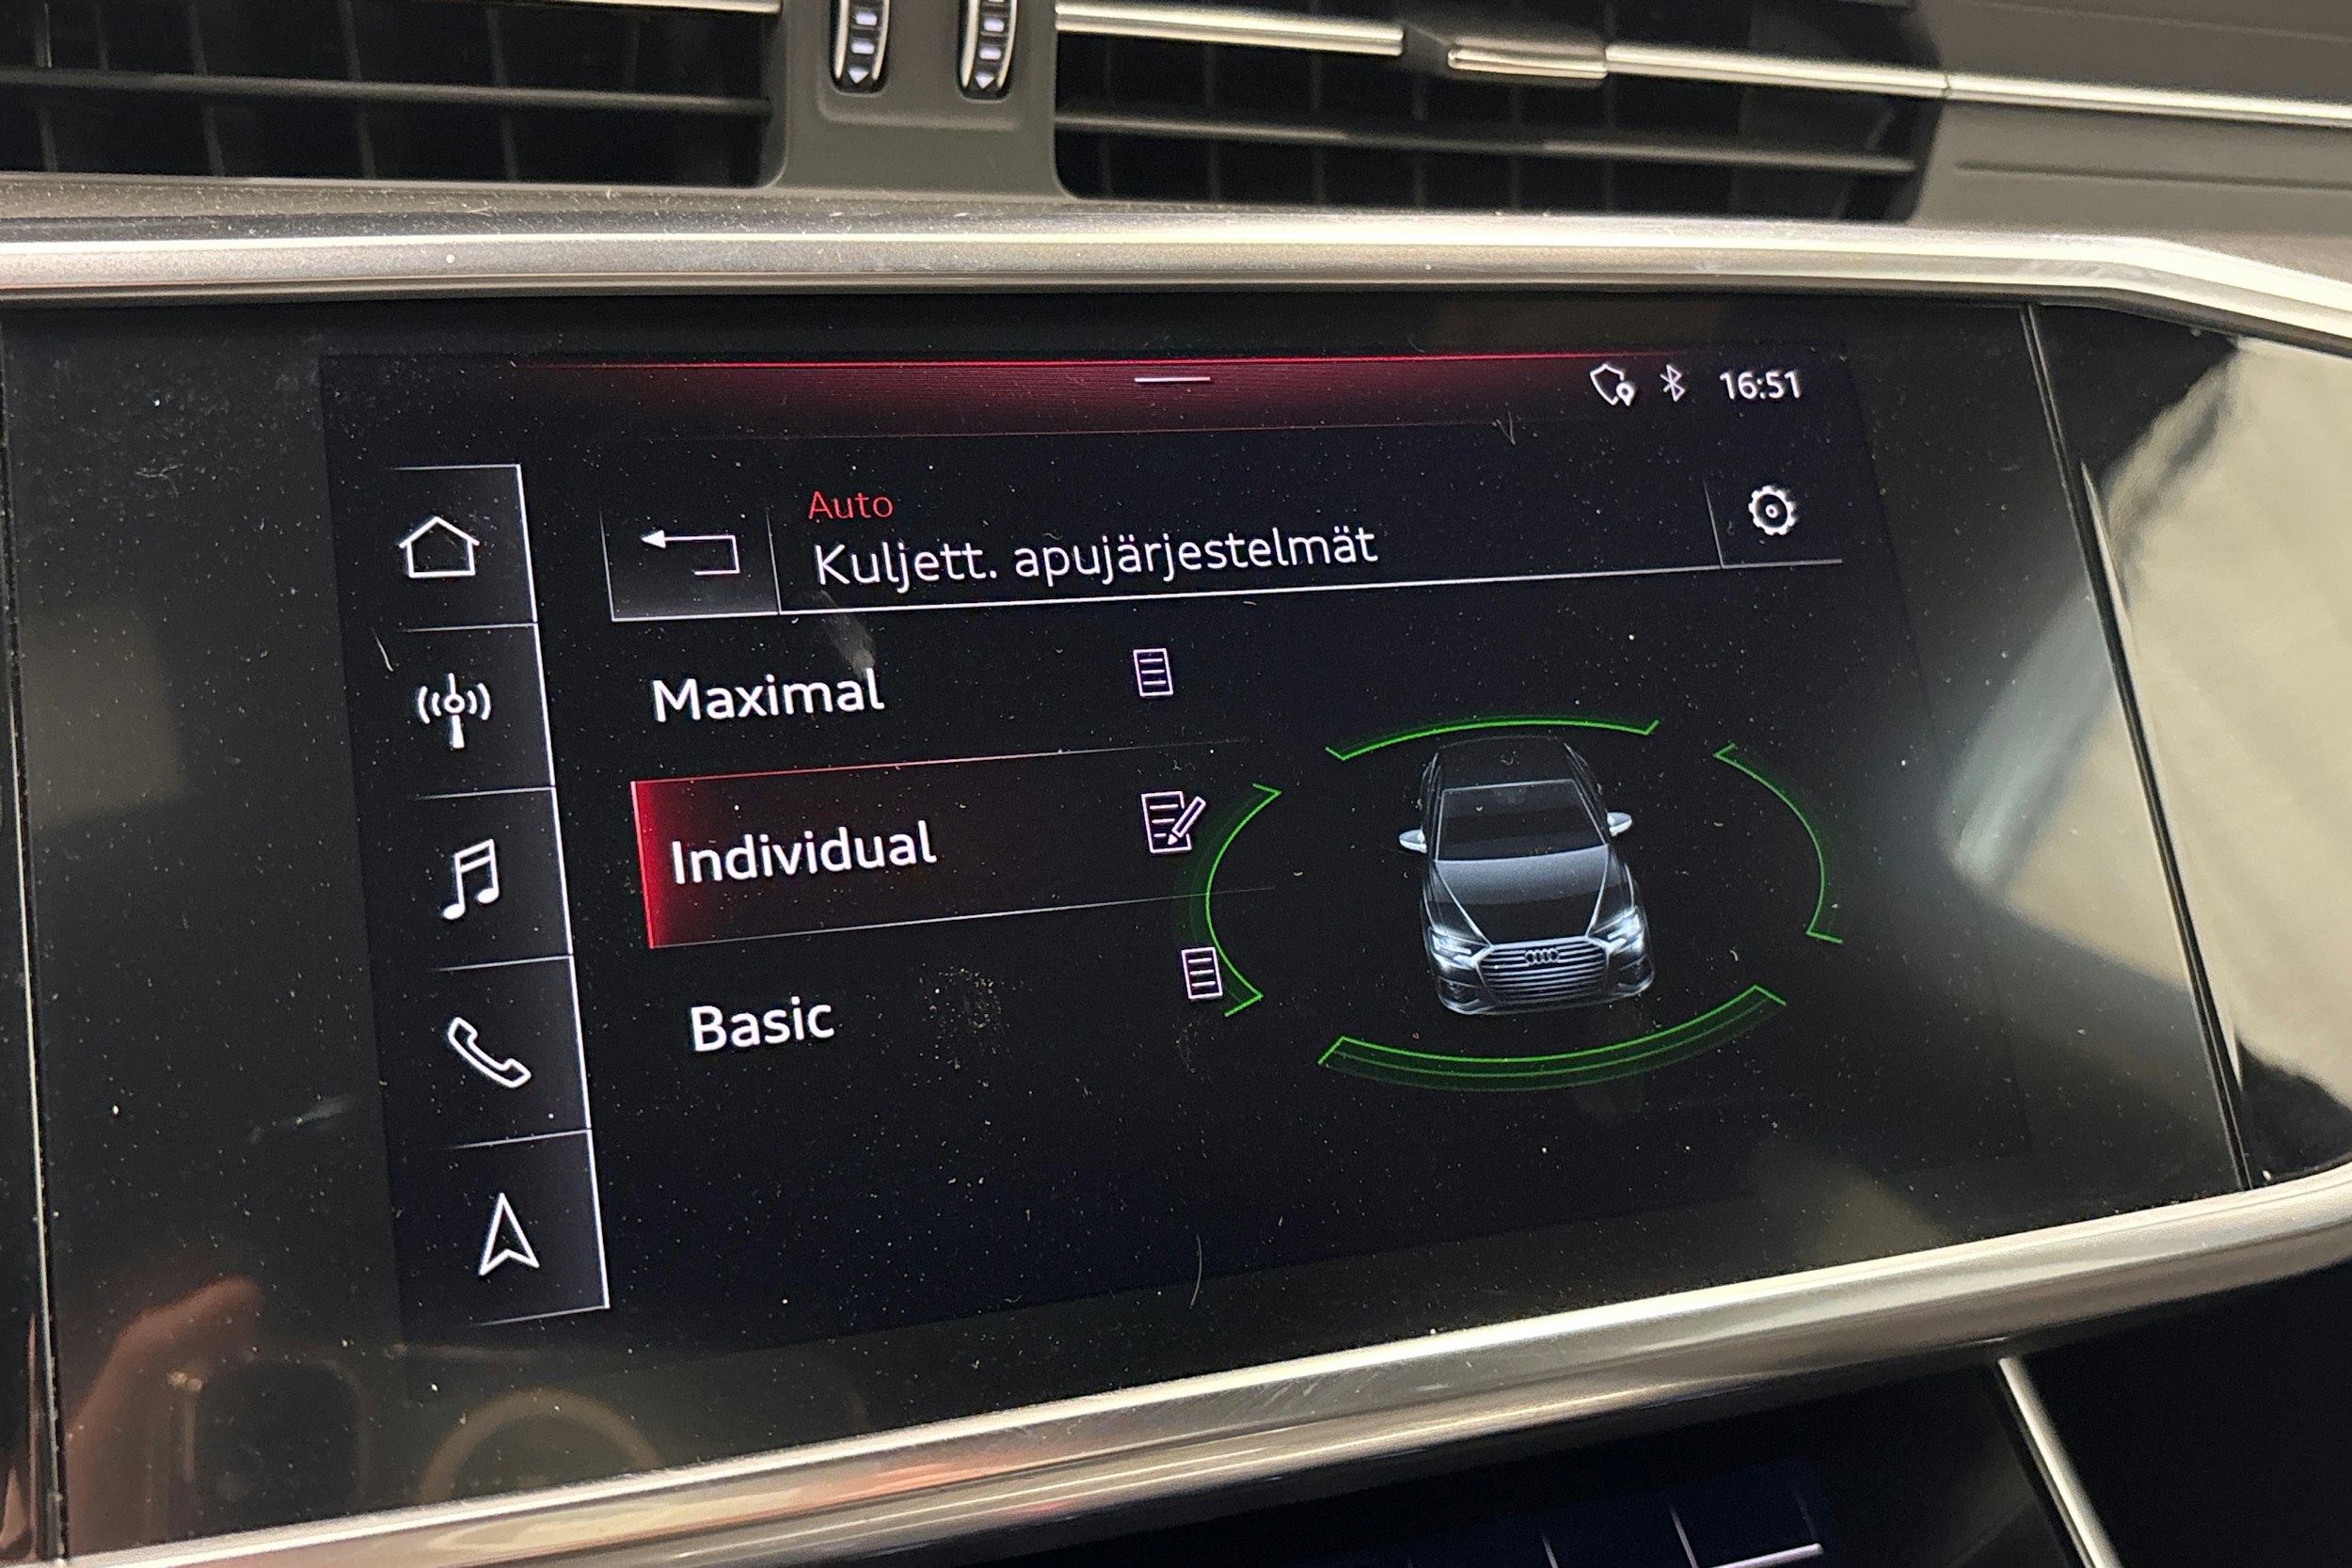 16:51
Auto
Kuljett. apujärjestelmät
Maximal
Individual
Basic